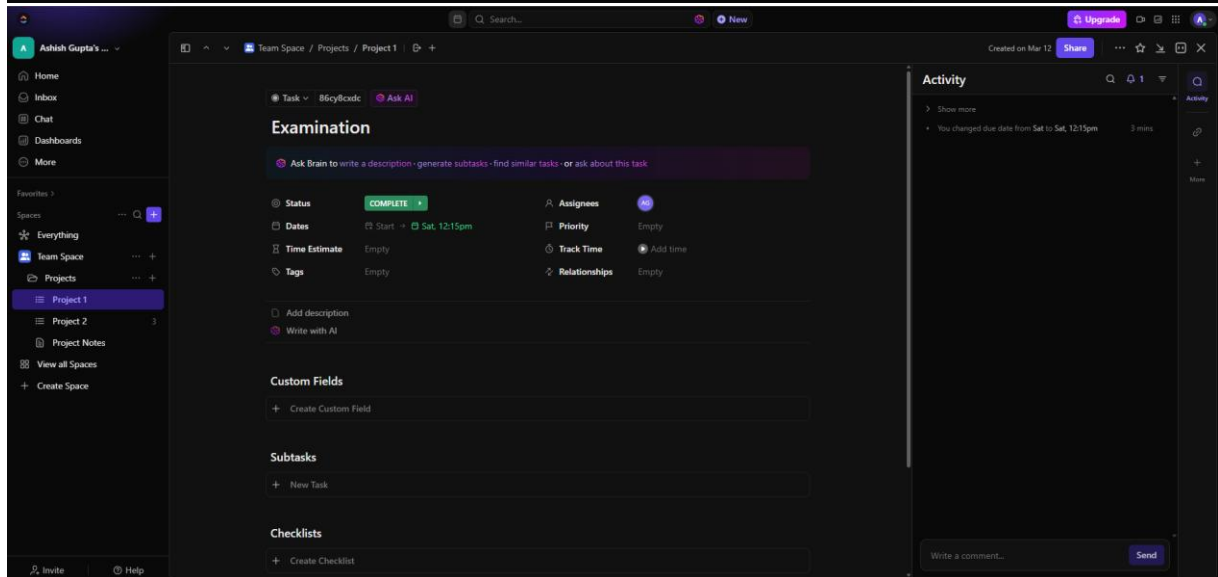 Search...
New
Upgrade
A
A Ashish Gupta's ...
Home
Inbox
Chat
Dashboards
More
Favorites >
Spaces
Everything
Team Space
Projects
Project 1
Project 2 3
Project Notes
View all Spaces
Create Space
Invite
Help
Team Space / Projects / Project 1
Created on Mar 12
Share
Task 86cy8cxdc Ask AI
Examination
Ask Brain to write a description · generate subtasks · find similar tasks · or ask about this task
Status COMPLETE Assignees AG
Dates Start → Sat, 12:15pm Priority Empty
Time Estimate Empty Track Time Add time
Tags Empty Relationships Empty
Add description
Write with AI
Custom Fields
+ Create Custom Field
Subtasks
+ New Task
Checklists
+ Create Checklist
Activity 1
> Show more
• You changed due date from Sat to Sat, 12:15pm 3 mins
Write a comment...
Send
Activity
More